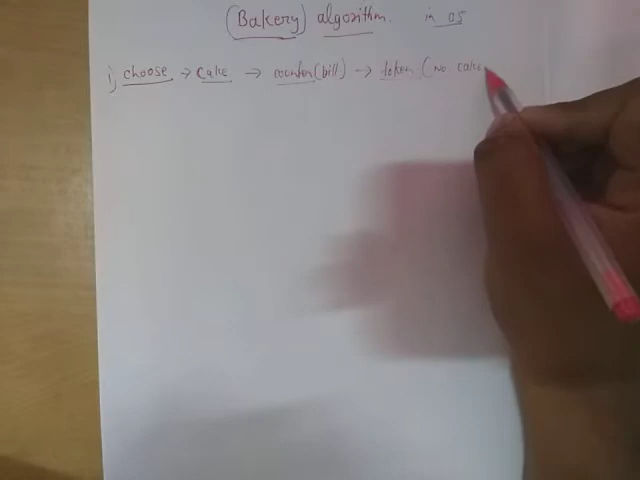 (Bakery) algorithm. in OS
i) choose → cake → counter(bill) → token (No cake